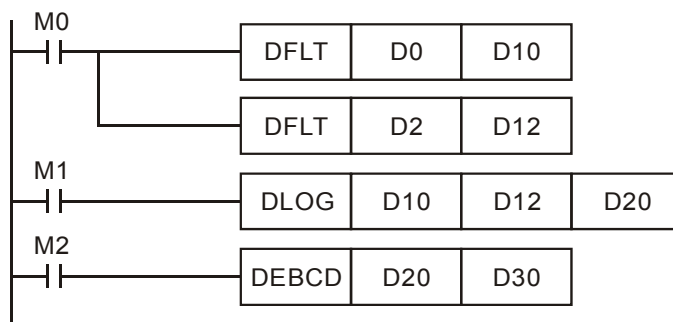 M0
DFLT D0 D10
DFLT D2 D12
M1
DLOG D10 D12 D20
M2
DEBCD D20 D30